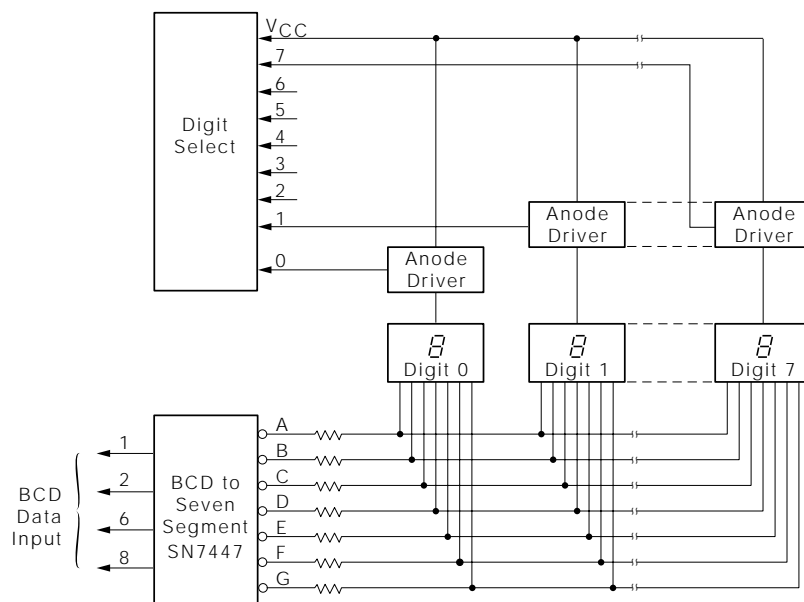 VCC
7
6
5
4
3
2
1
0
Digit
Select
Anode
Driver
Anode
Driver
Anode
Driver
8
Digit 0
8
Digit 1
8
Digit 7
BCD
Data
Input
1
2
6
8
BCD to
Seven
Segment
SN7447
A
B
C
D
E
F
G